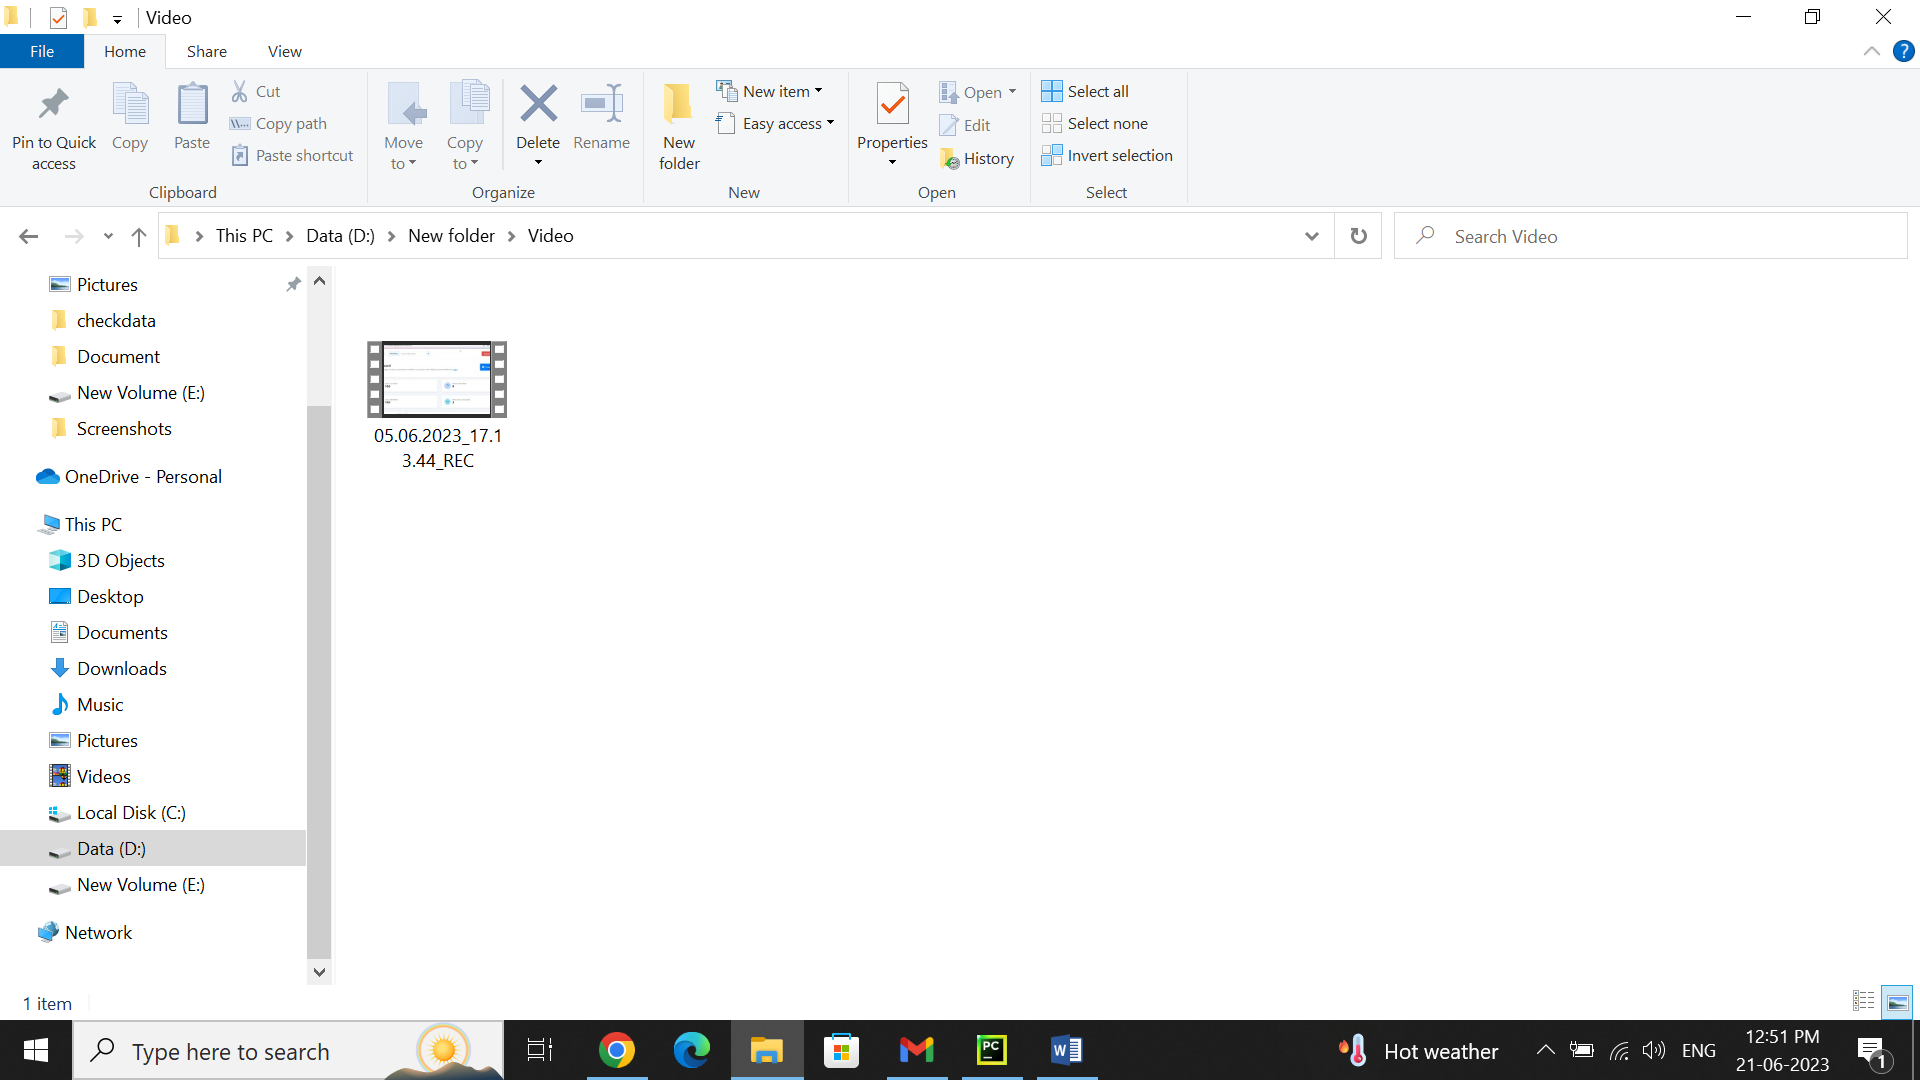 Video
File Home Share View
Pin to Quick access
Copy
Paste
Cut
Copy path
Paste shortcut
Clipboard
Move to
Copy to
Delete
Rename
Organize
New folder
New item
Easy access
New
Properties
Open
Edit
History
Open
Select all
Select none
Invert selection
Select
This PC Data (D:) New folder Video
Search Video
Pictures
checkdata
Document
New Volume (E:)
Screenshots
OneDrive - Personal
This PC
3D Objects
Desktop
Documents
Downloads
Music
Pictures
Videos
Local Disk (C:)
Data (D:)
New Volume (E:)
Network
05.06.2023_17.1
3.44_REC
1 item
Type here to search
PC
W
Hot weather
ENG
12:51 PM
21-06-2023
1